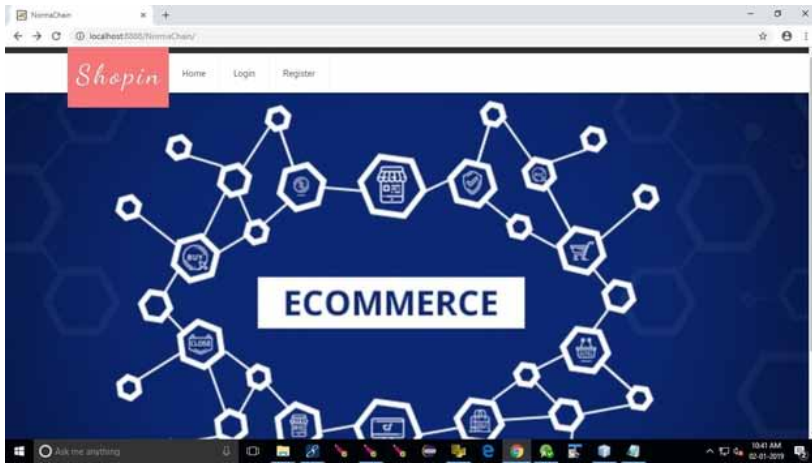 NormaChain
localhost:8888/NormaChain/
Shopin
Home Login Register
BUY
ECOMMERCE
CLOSE
Ask me anything
10:41 AM
02-01-2019